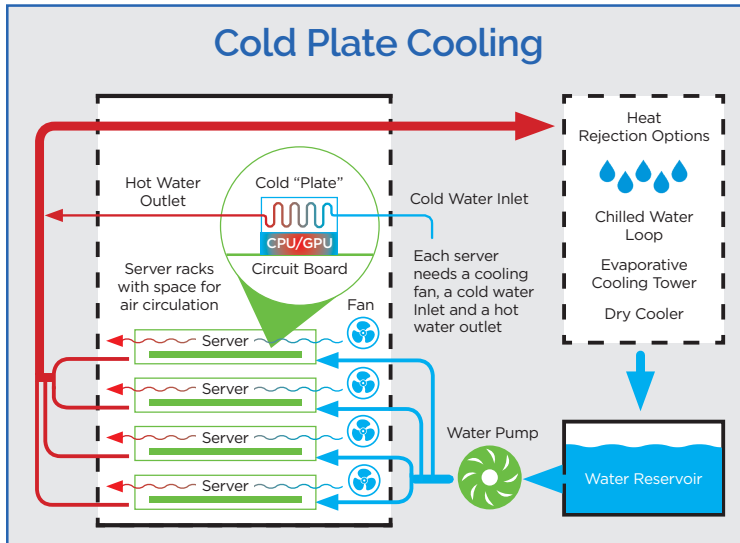 Cold Plate Cooling
Hot Water
Outlet
Cold “Plate”
CPU/GPU
Circuit Board
Cold Water Inlet
Each server
needs a cooling
fan, a cold water
Inlet and a hot
water outlet
Server racks
with space for
air circulation
Fan
Server
Server
Server
Server
Water Pump
Heat
Rejection Options
Chilled Water
Loop
Evaporative
Cooling Tower
Dry Cooler
Water Reservoir